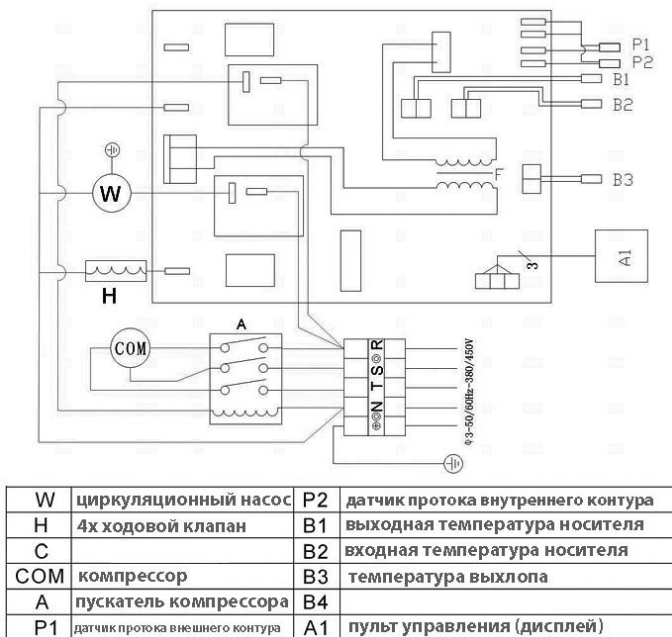 P1
P2
B1
B2
F
W
B3
3
A1
H
A
COM
R
S
T
N
φ3-50/60Hz-380/450V
W циркуляционный насос P2 датчик протока внутреннего контура
H 4х ходовой клапан B1 выходная температура носителя
C B2 входная температура носителя
COM компрессор B3 температура выхлопа
A пускатель компрессора B4
P1 датчик протока внешнего контура A1 пульт управления (дисплей)